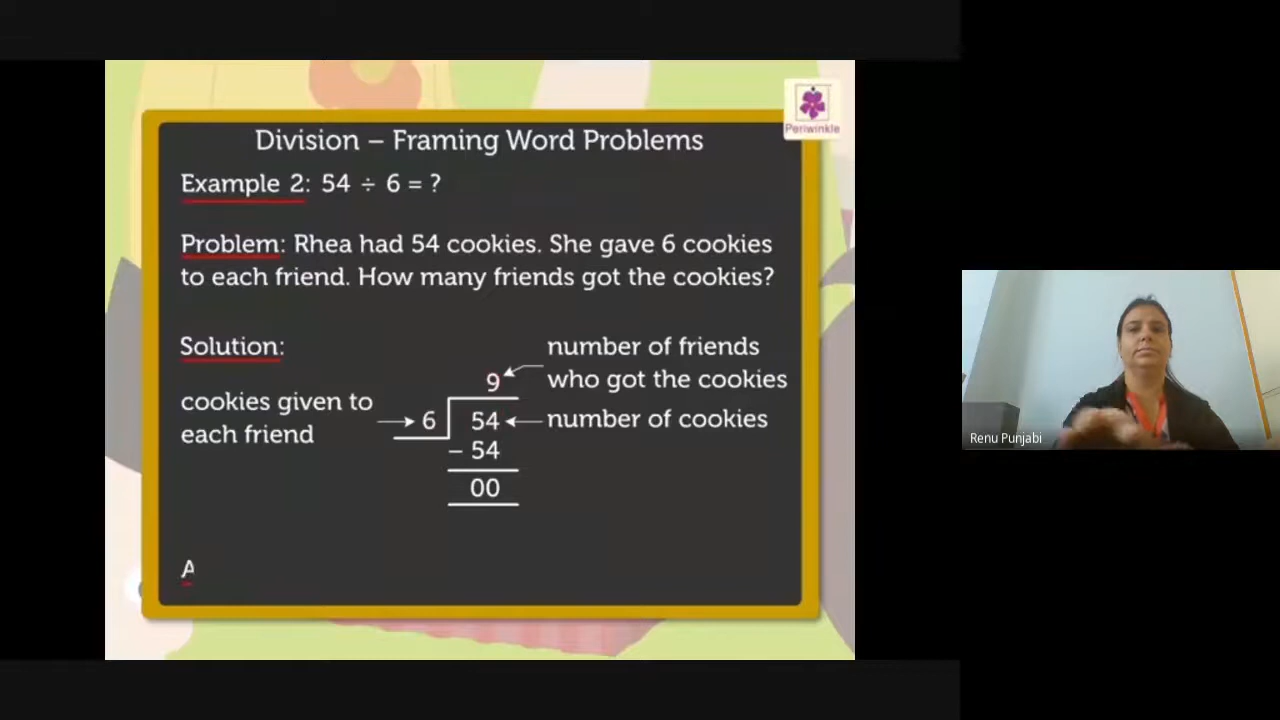 Periwinkle
Division – Framing Word Problems
Example 2: 54 ÷ 6 = ?
Problem: Rhea had 54 cookies. She gave 6 cookies
to each friend. How many friends got the cookies?
Solution:
number of friends
who got the cookies
9
cookies given to
each friend
6
54
number of cookies
– 54
00
A
Renu Punjabi